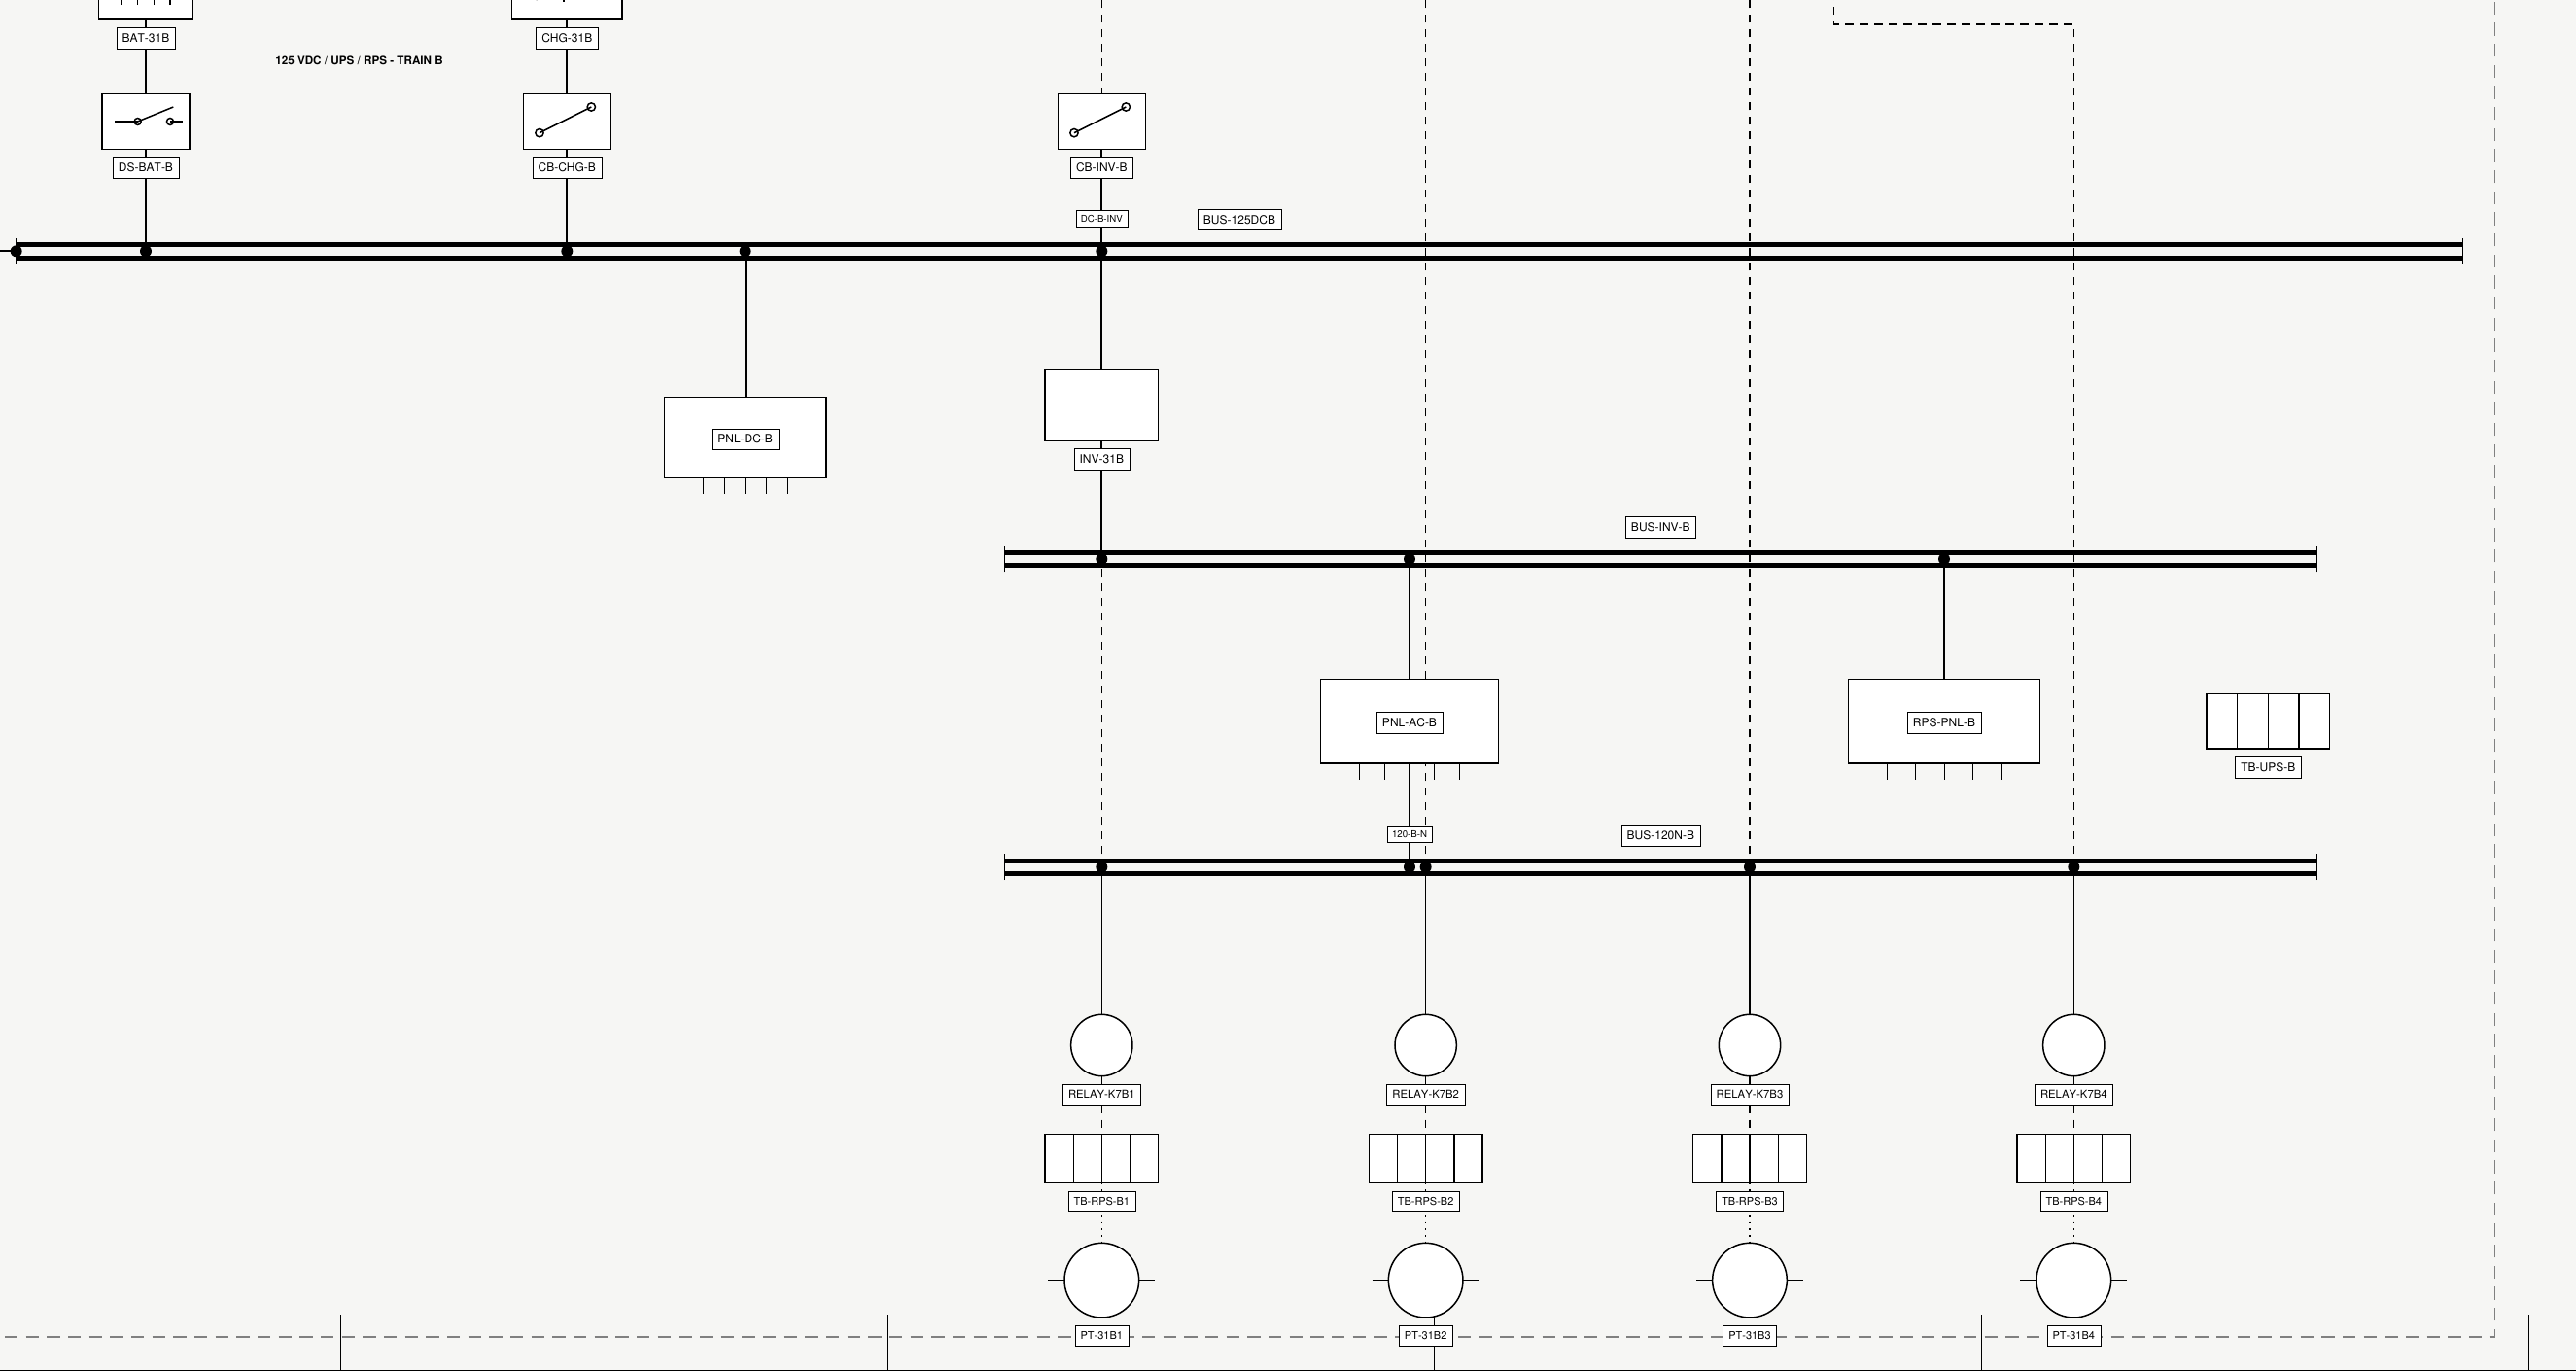 BAT-31B
CHG-31B
125 VDC / UPS / RPS - TRAIN B
DS-BAT-B
CB-CHG-B
CB-INV-B
DC-B-INV
BUS-125DCB
PNL-DC-B
INV-31B
BUS-INV-B
PNL-AC-B
RPS-PNL-B
TB-UPS-B
120-B-N
BUS-120N-B
RELAY-K7B1
RELAY-K7B2
RELAY-K7B3
RELAY-K7B4
TB-RPS-B1
TB-RPS-B2
TB-RPS-B3
TB-RPS-B4
PT-31B1
PT-31B2
PT-31B3
PT-31B4